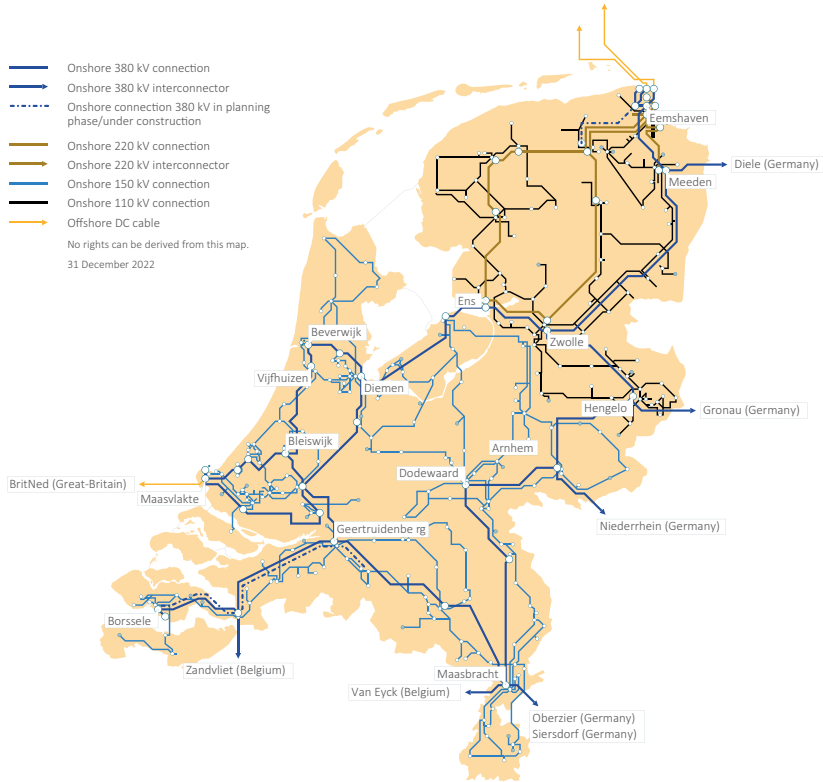 Onshore 380 kV connection
Onshore 380 kV interconnector
Onshore connection 380 kV in planning
phase/under construction
Onshore 220 kV connection
Onshore 220 kV interconnector
Onshore 150 kV connection
Onshore 110 kV connection
Offshore DC cable
No rights can be derived from this map.
31 December 2022
Eemshaven
Diele (Germany)
Meeden
Ens
Beverwijk
Zwolle
Vijfhuizen
Diemen
Hengelo
Gronau (Germany)
Bleiswijk
Arnhem
Dodewaard
BritNed (Great-Britain)
Maasvlakte
Niederrhein (Germany)
Geertruidenbe rg
Borssele
Zandvliet (Belgium)
Maasbracht
Van Eyck (Belgium)
Oberzier (Germany)
Siersdorf (Germany)